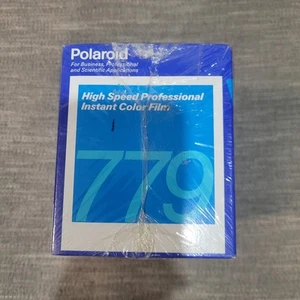 Polaroid
For Business, Professional
and Scientific Applications
High Speed Professional
Instant Color Film
779